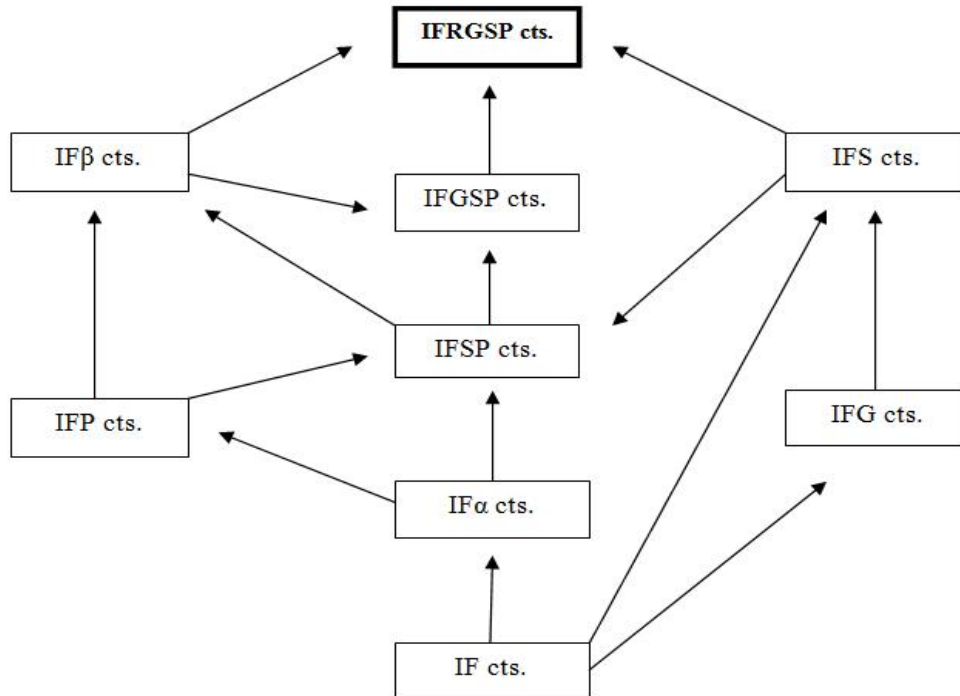 IFRGSP cts.
IFβ cts.
IFS cts.
IFGSP cts.
IFSP cts.
IFP cts.
IFG cts.
IFα cts.
IF cts.